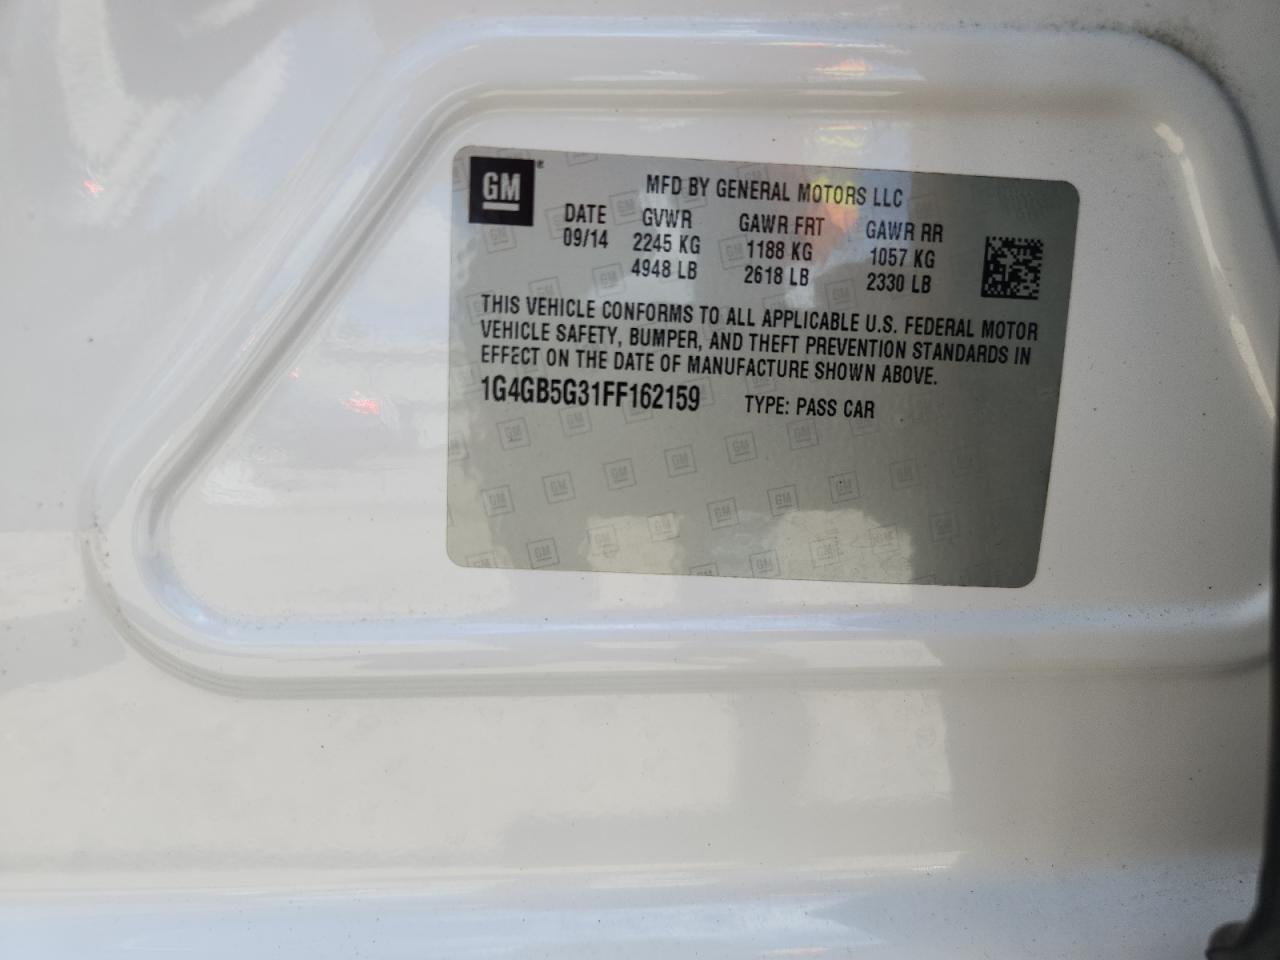 GM
MFD BY GENERAL MOTORS LLC
DATE GVWR GAWR FRT GAWR RR
09/14 2245 KG 1188 KG 1057 KG
4948 LB 2618 LB 2330 LB
THIS VEHICLE CONFORMS TO ALL APPLICABLE U.S. FEDERAL MOTOR
VEHICLE SAFETY, BUMPER, AND THEFT PREVENTION STANDARDS IN
EFFECT ON THE DATE OF MANUFACTURE SHOWN ABOVE.
1G4GB5G31FF162159 TYPE: PASS CAR